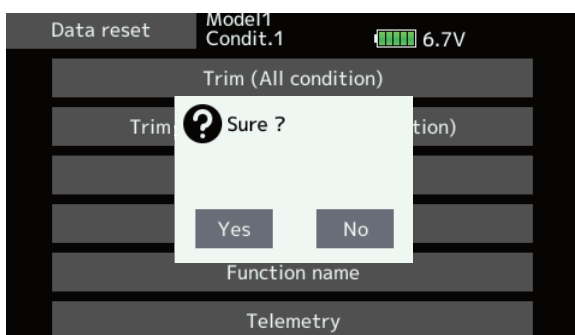 Data reset
Model1
Condit.1
6.7V
Trim (All condition)
Trim
tion)
? Sure ?
Yes No
Function name
Telemetry